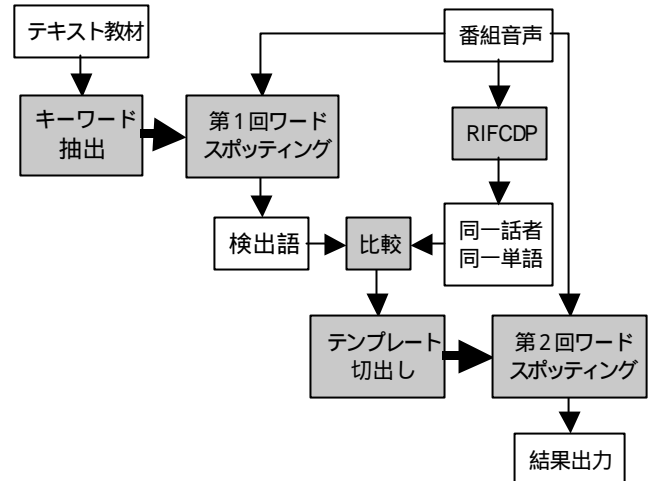 テキスト教材
番組音声
キーワード
抽出
第1回ワード
スポッティング
RIFCDP
検出語
比較
同一話者
同一単語
テンプレート
切出し
第2回ワード
スポッティング
結果出力